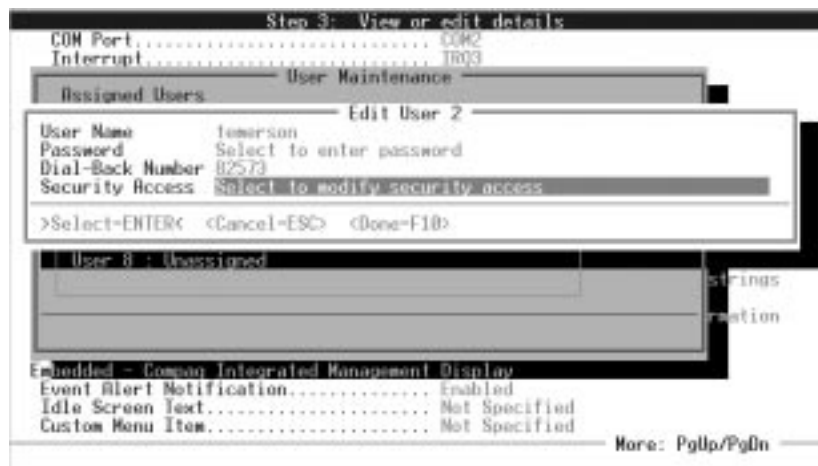 Step 3: View or edit details
COM Port............................. COM2
Interrupt............................ IRQ3
User Maintenance
Assigned Users
Edit User 2
User Name temerson
Password Select to enter password
Dial-Back Number 82573
Security Access Select to modify security access
>Select=ENTER< <Cancel=ESC> <Done=F10>
User 8 : Unassigned
strings
rmation
Embedded - Compaq Integrated Management Display
Event Alert Notification.............. Enabled
Idle Screen Text...................... Not Specified
Custom Menu Item...................... Not Specified
More: PgUp/PgDn